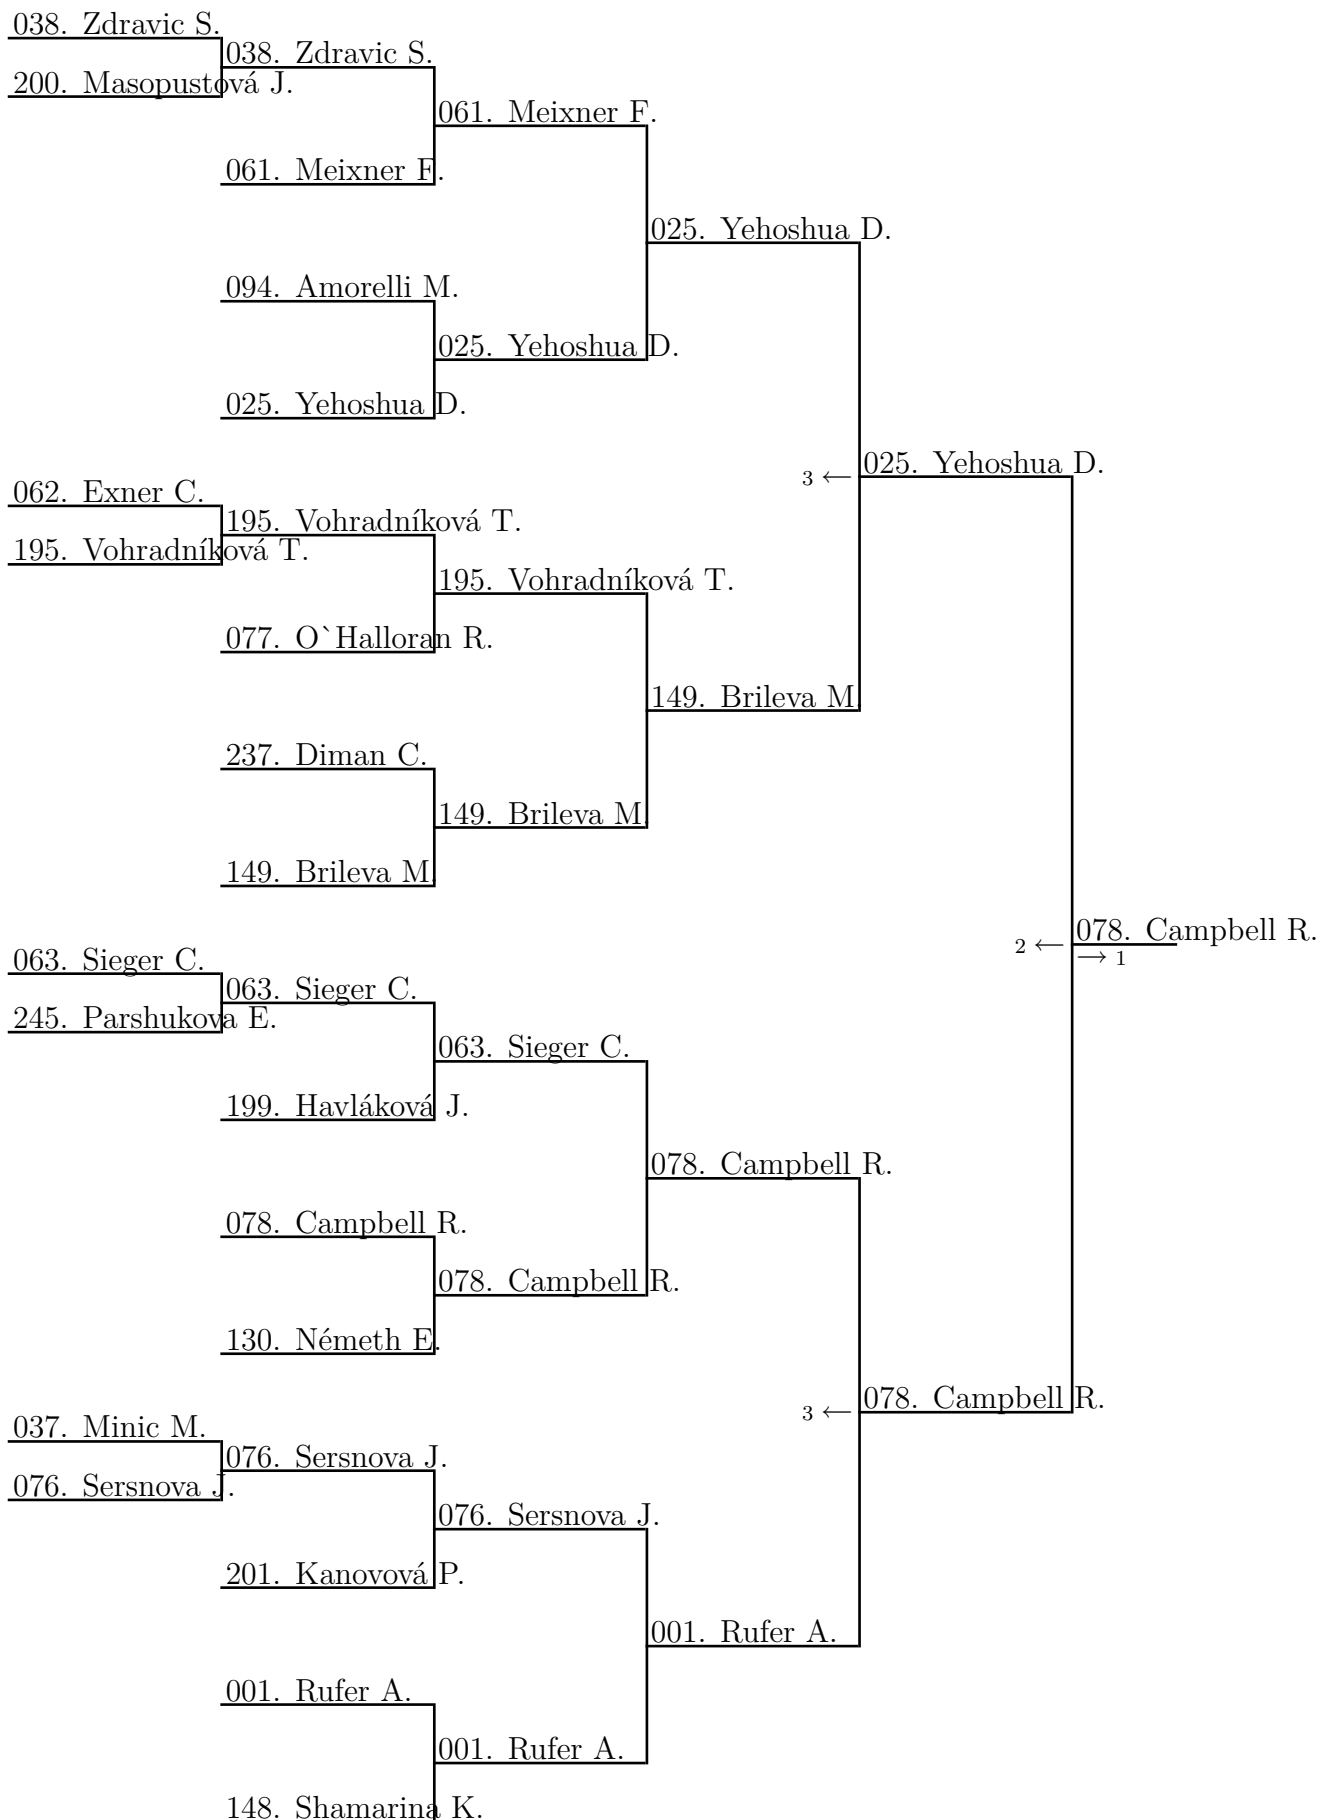 038. Zdravic S.
038. Zdravic S.
200. Masopustová J.
061. Meixner F.
061. Meixner F.
025. Yehoshua D.
094. Amorelli M.
025. Yehoshua D.
025. Yehoshua D.
025. Yehoshua D.
3 ←
062. Exner C.
195. Vohradníková T.
195. Vohradníková T.
195. Vohradníková T.
077. O`Halloran R.
149. Brileva M.
237. Diman C.
149. Brileva M.
149. Brileva M.
078. Campbell R.
2 ←
→ 1
063. Sieger C.
063. Sieger C.
245. Parshukova E.
063. Sieger C.
199. Havláková J.
078. Campbell R.
078. Campbell R.
078. Campbell R.
130. Németh E.
078. Campbell R.
3 ←
037. Minic M.
076. Sersnova J.
076. Sersnova J.
076. Sersnova J.
201. Kanovová P.
001. Rufer A.
001. Rufer A.
001. Rufer A.
148. Shamarina K.